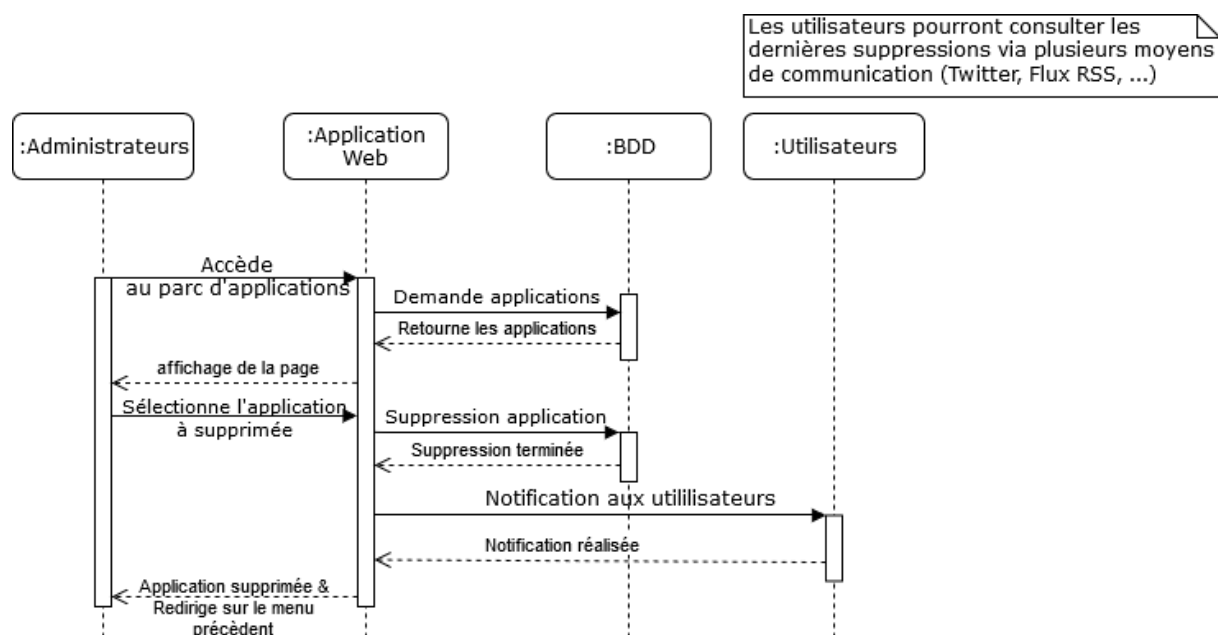 Les utilisateurs pourront consulter les
dernières suppressions via plusieurs moyens
de communication (Twitter, Flux RSS, ...)
:Administrateurs
:Application
Web
:BDD
:Utilisateurs
Accède
au parc d'applications
Demande applications
Retourne les applications
affichage de la page
Sélectionne l'application
à supprimée
Suppression application
Suppression terminée
Notification aux utililisateurs
Notification réalisée
Application supprimée &
Redirige sur le menu
précèdent